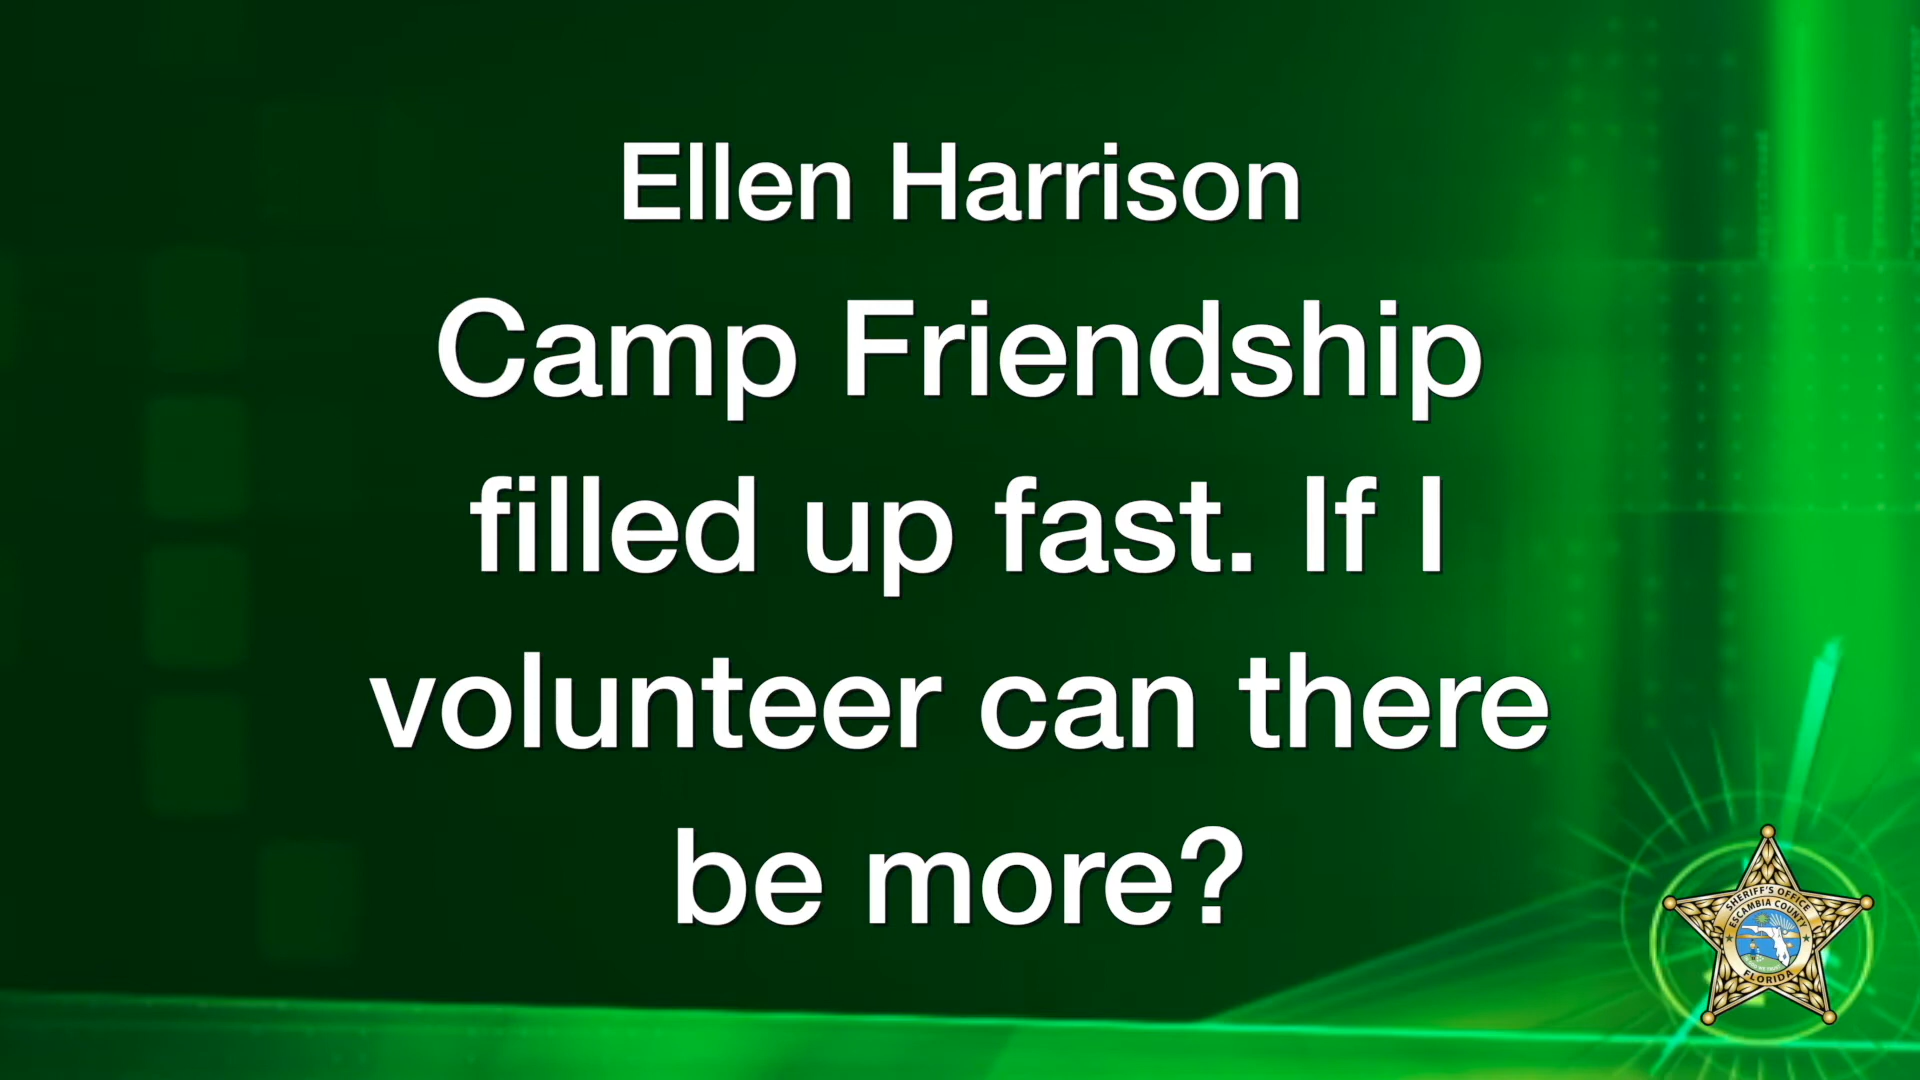 Ellen Harrison
Camp Friendship
filled up fast. If I
volunteer can there
be more?
SHERIFF'S OFFICE
ESCAMBIA COUNTY
FLORIDA